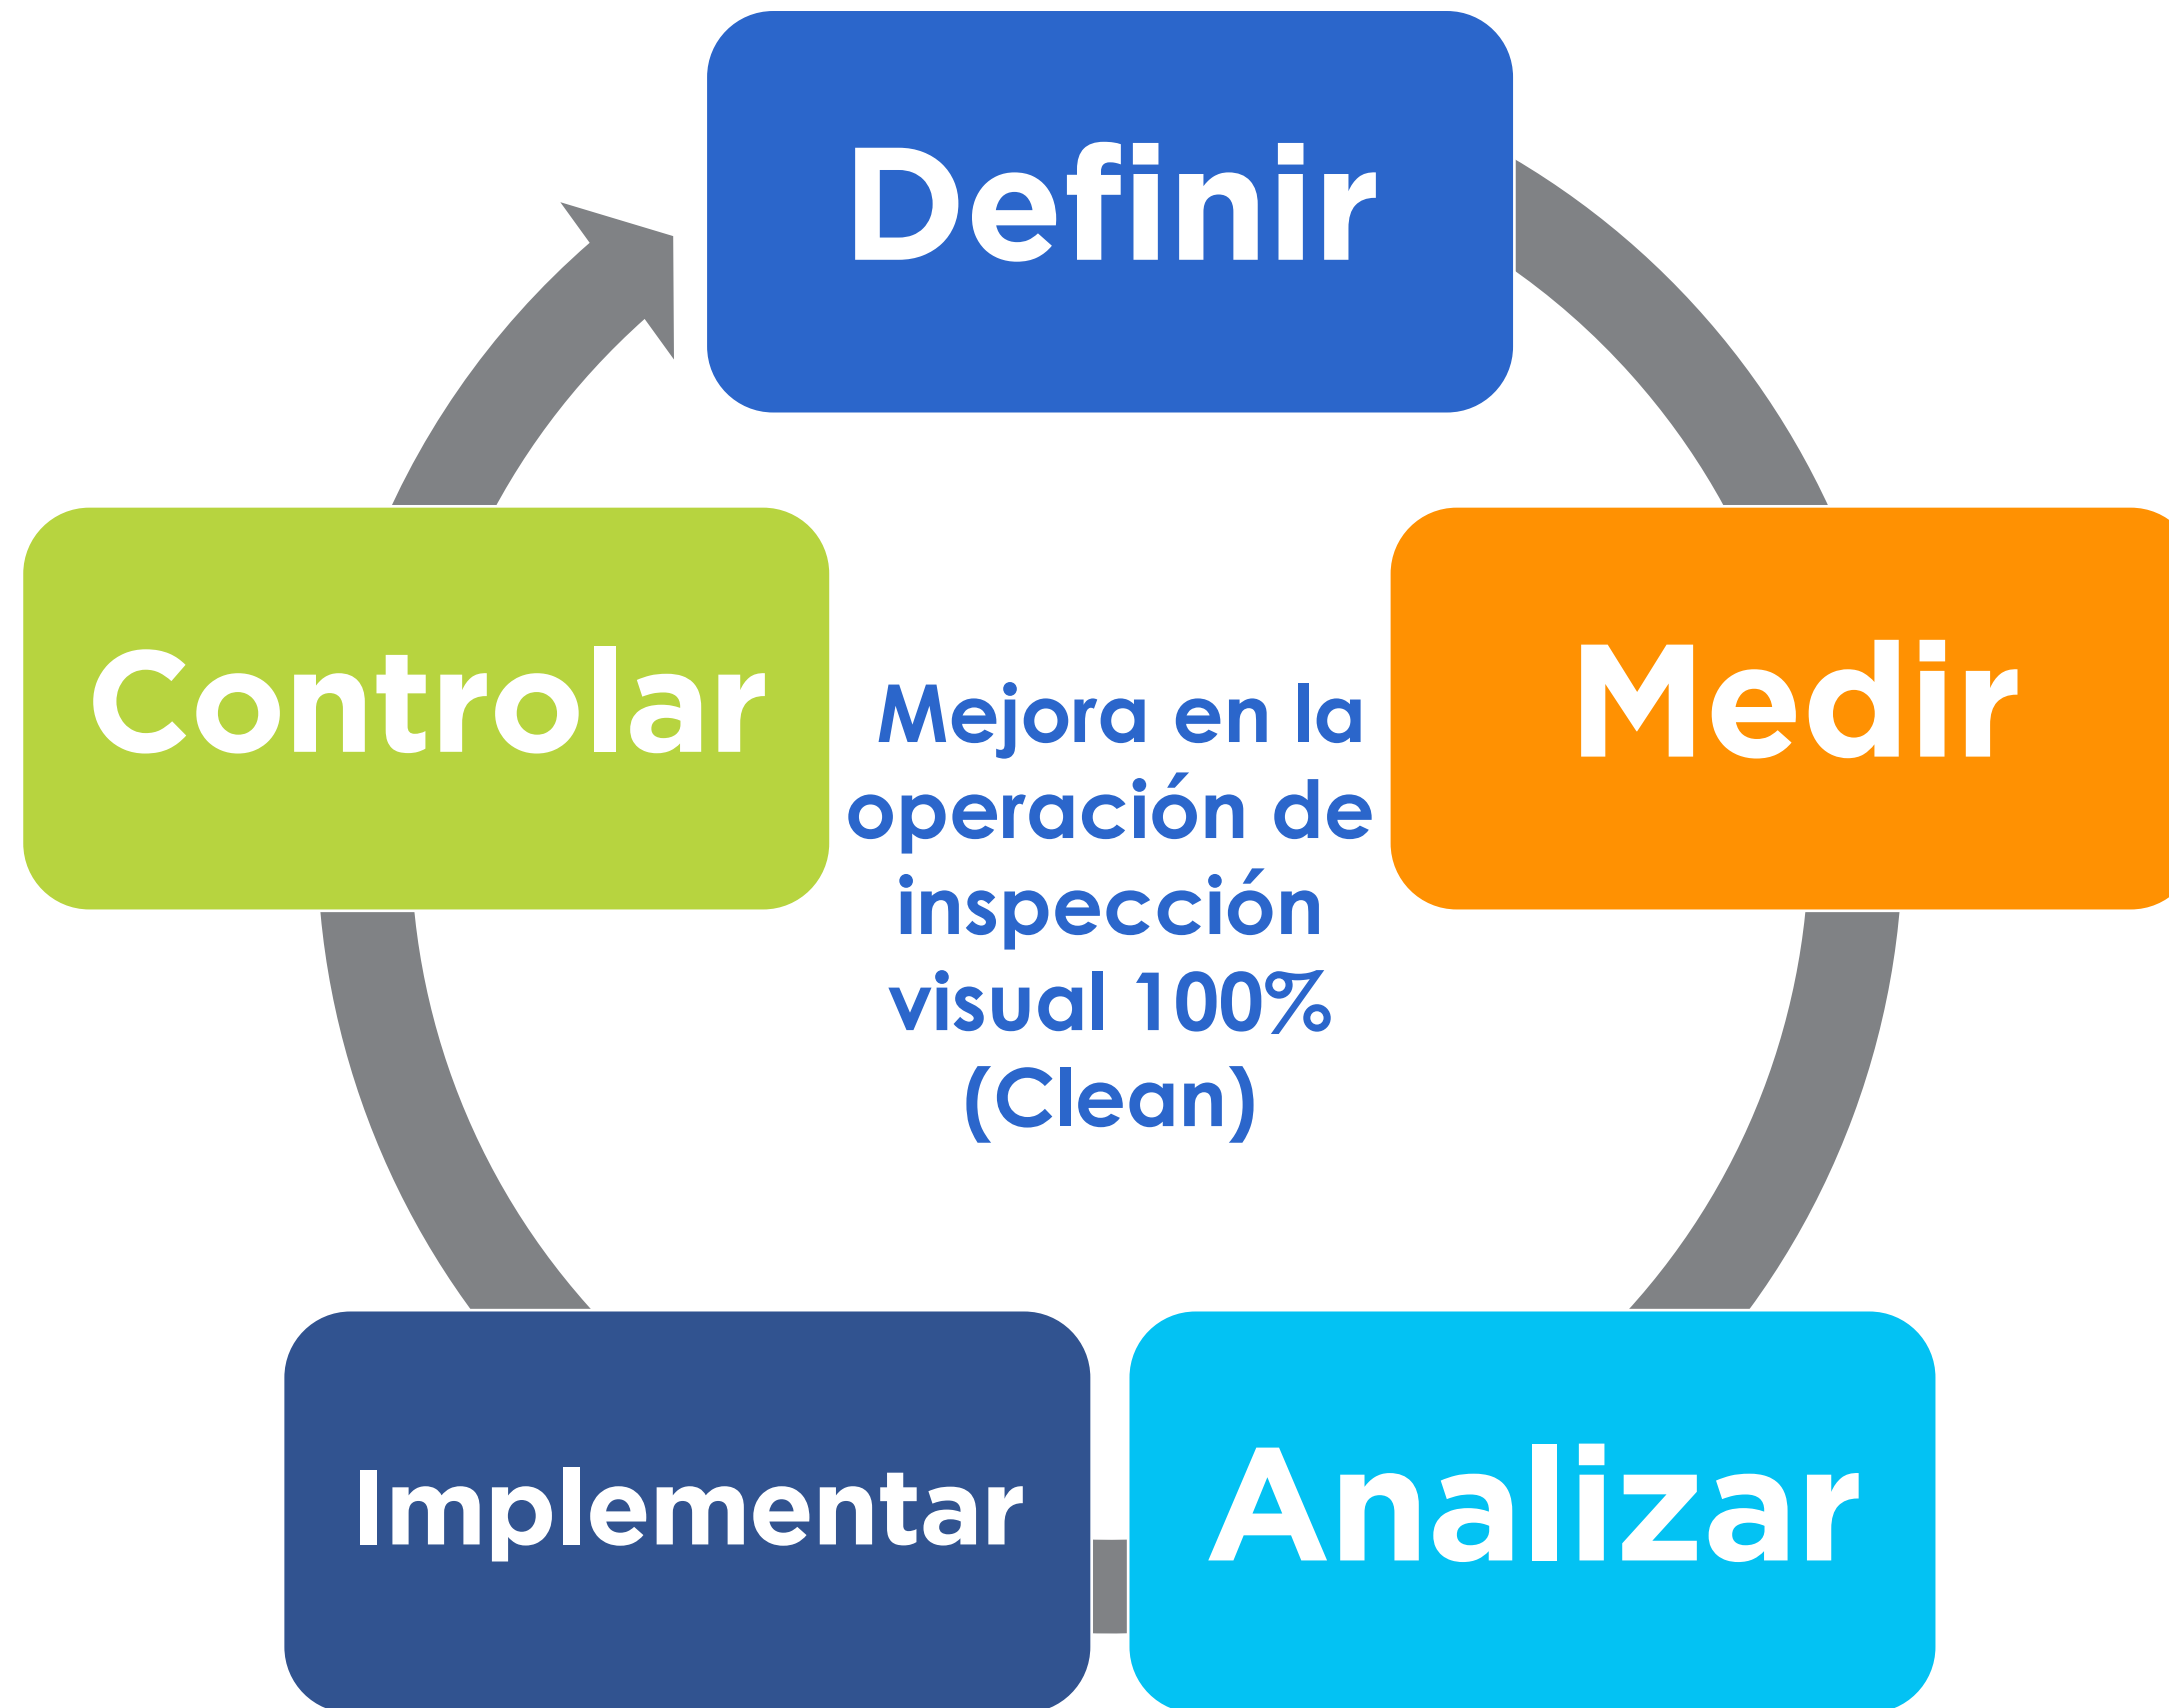 Definir
Controlar
Medir
Mejora en la
operación de
inspección
visual 100%
(Clean)
Implementar
Analizar